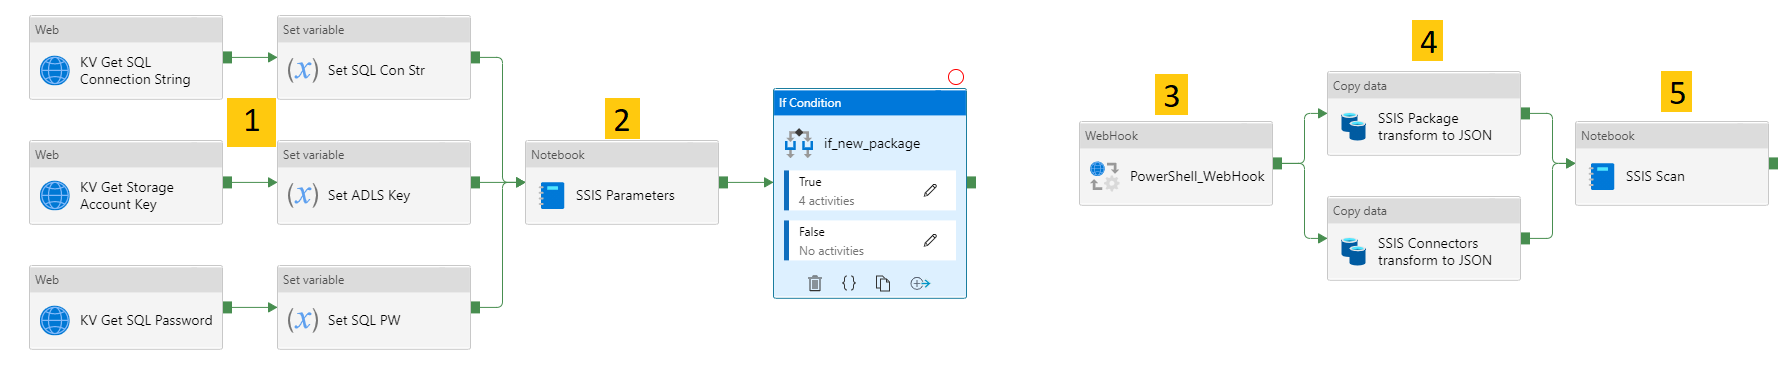 Web
KV Get SQL
Connection String
Set variable
(x) Set SQL Con Str
1
Web
KV Get Storage
Account Key
Set variable
(x) Set ADLS Key
Web
KV Get SQL Password
Set variable
(x) Set SQL PW
2
Notebook
SSIS Parameters
If Condition
if_new_package
True
4 activities
False
No activities
{}
3
WebHook
PowerShell_WebHook
4
Copy data
SSIS Package
transform to JSON
Copy data
SSIS Connectors
transform to JSON
5
Notebook
SSIS Scan